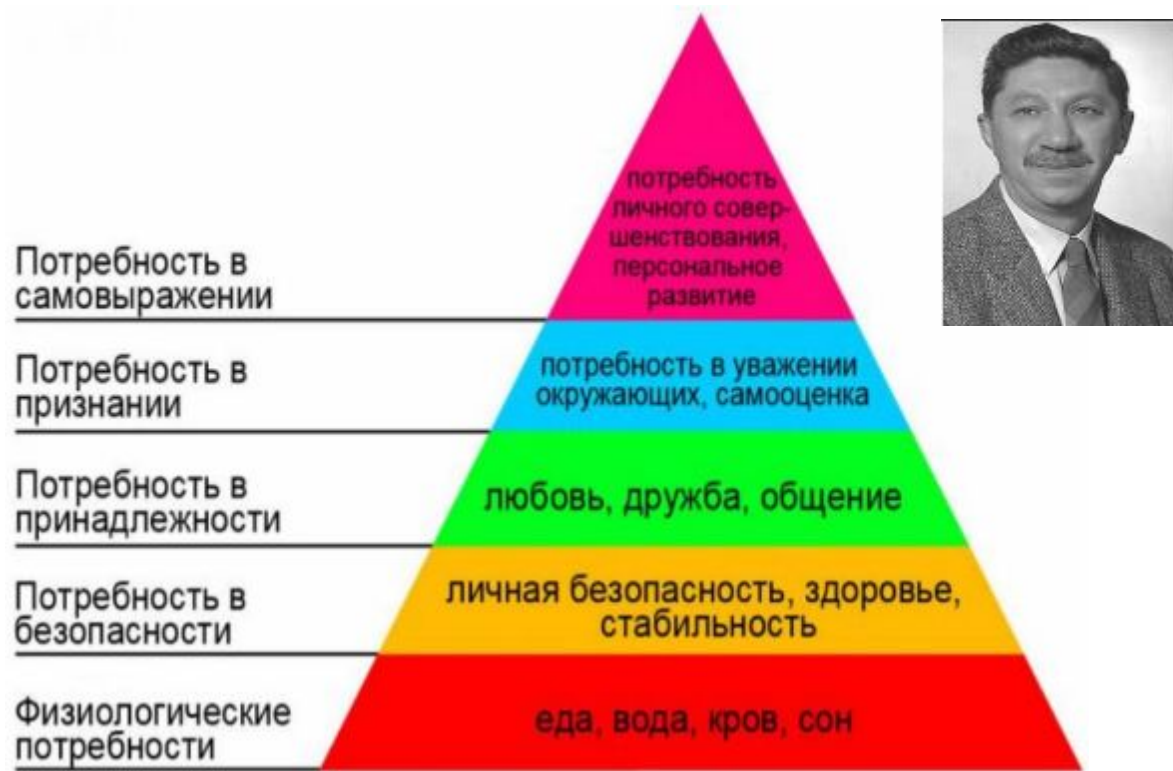 потребность
личного совер-
шенствования,
персональное
развитие
Потребность в
самовыражении
потребность в уважении
окружающих, самооценка
Потребность в
признании
любовь, дружба, общение
Потребность в
принадлежности
личная безопасность, здоровье,
стабильность
Потребность в
безопасности
еда, вода, кров, сон
Физиологические
потребности